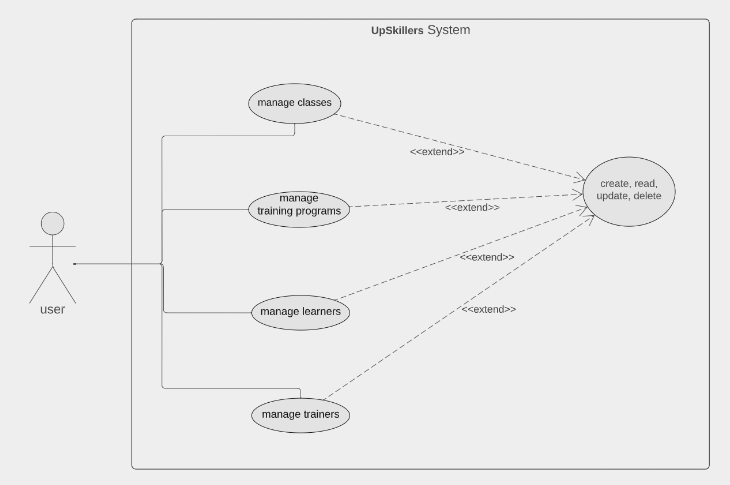 UpSkillers System
manage classes
<<extend>>
create, read,
update, delete
manage
training programs
<<extend>>
<<extend>>
user
manage learners
<<extend>>
manage trainers